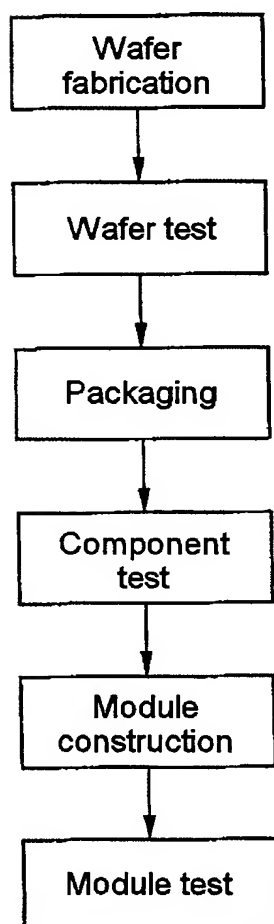 Wafer
fabrication
Wafer test
Packaging
Component
test
Module
construction
Module test